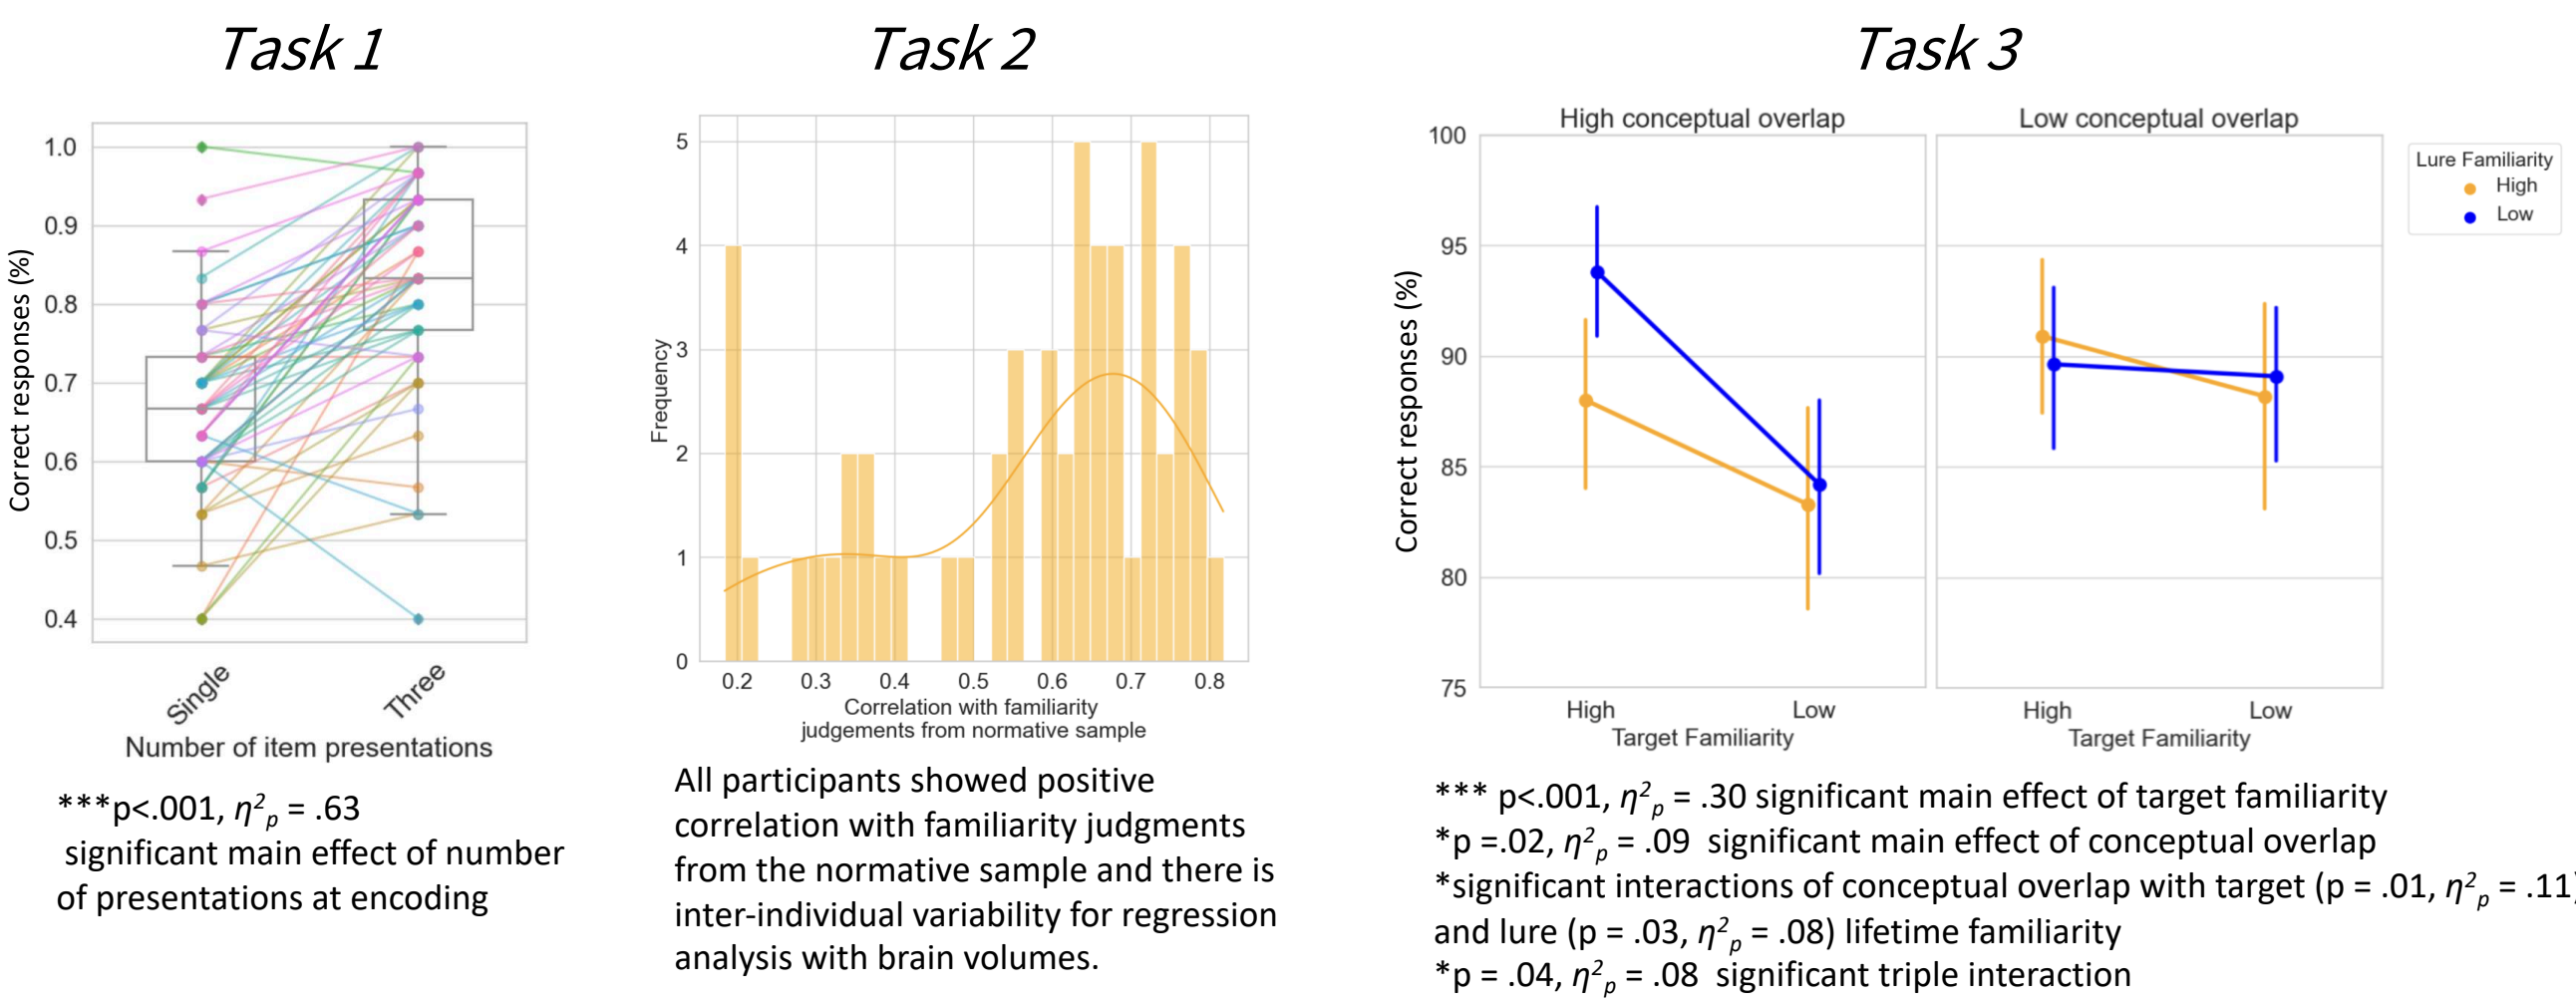 Task 1
Correct responses (%)
1.0
0.9
0.8
0.7
0.6
0.5
0.4
Single
Three
Number of item presentations
***p<.001, η²ₚ = .63
significant main effect of number
of presentations at encoding
Task 2
Frequency
5
4
3
2
1
0
0.2 0.3 0.4 0.5 0.6 0.7 0.8
Correlation with familiarity
judgements from normative sample
All participants showed positive
correlation with familiarity judgments
from the normative sample and there is
inter-individual variability for regression
analysis with brain volumes.
Task 3
High conceptual overlap
Low conceptual overlap
Correct responses (%)
100
95
90
85
80
75
High Low
Target Familiarity
High Low
Target Familiarity
Lure Familiarity
High
Low
*** p<.001, η²ₚ = .30 significant main effect of target familiarity
*p =.02, η²ₚ = .09 significant main effect of conceptual overlap
*significant interactions of conceptual overlap with target (p = .01, η²ₚ = .11)
and lure (p = .03, η²ₚ = .08) lifetime familiarity
*p = .04, η²ₚ = .08 significant triple interaction